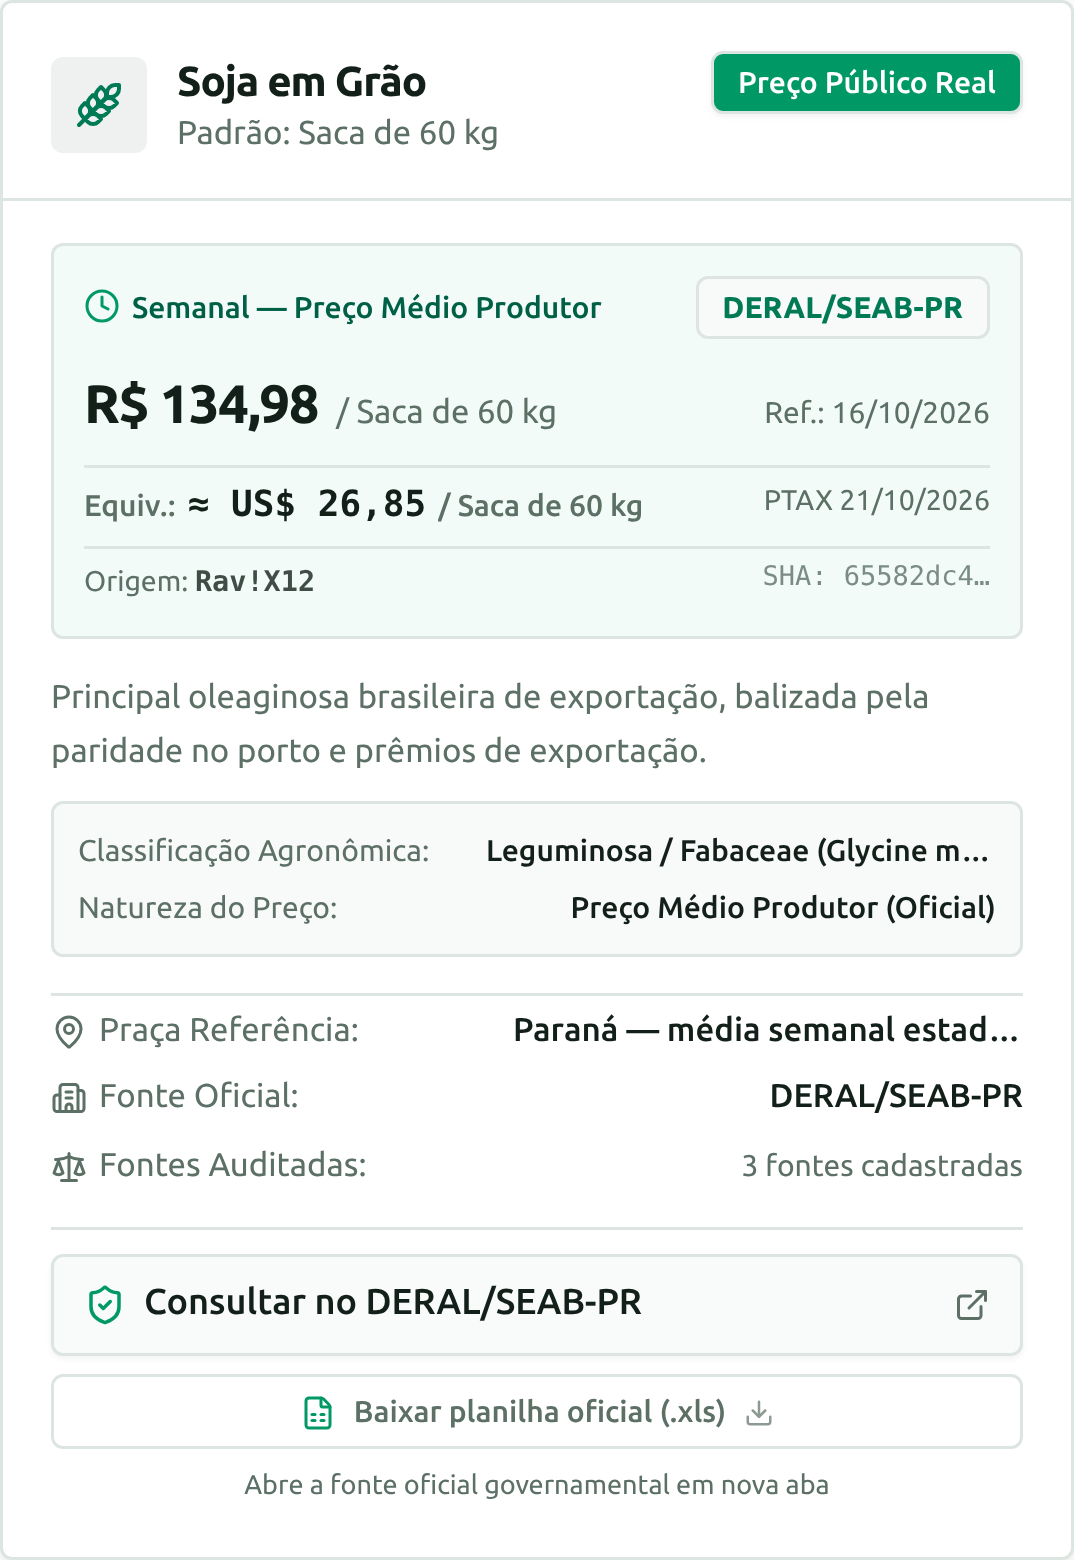 Soja em Grão
Padrão: Saca de 60 kg
Preço Público Real
Semanal — Preço Médio Produtor
DERAL/SEAB-PR
R$ 134,98 / Saca de 60 kg
Ref.: 16/10/2026
Equiv.: ≈ US$ 26,85 / Saca de 60 kg
PTAX 21/10/2026
Origem: Rav!X12
SHA: 65582dc4…
Principal oleaginosa brasileira de exportação, balizada pela
paridade no porto e prêmios de exportação.
Classificação Agronômica: Leguminosa / Fabaceae (Glycine m…
Natureza do Preço: Preço Médio Produtor (Oficial)
Praça Referência: Paraná — média semanal estad…
Fonte Oficial: DERAL/SEAB-PR
Fontes Auditadas: 3 fontes cadastradas
Consultar no DERAL/SEAB-PR
Baixar planilha oficial (.xls)
Abre a fonte oficial governamental em nova aba